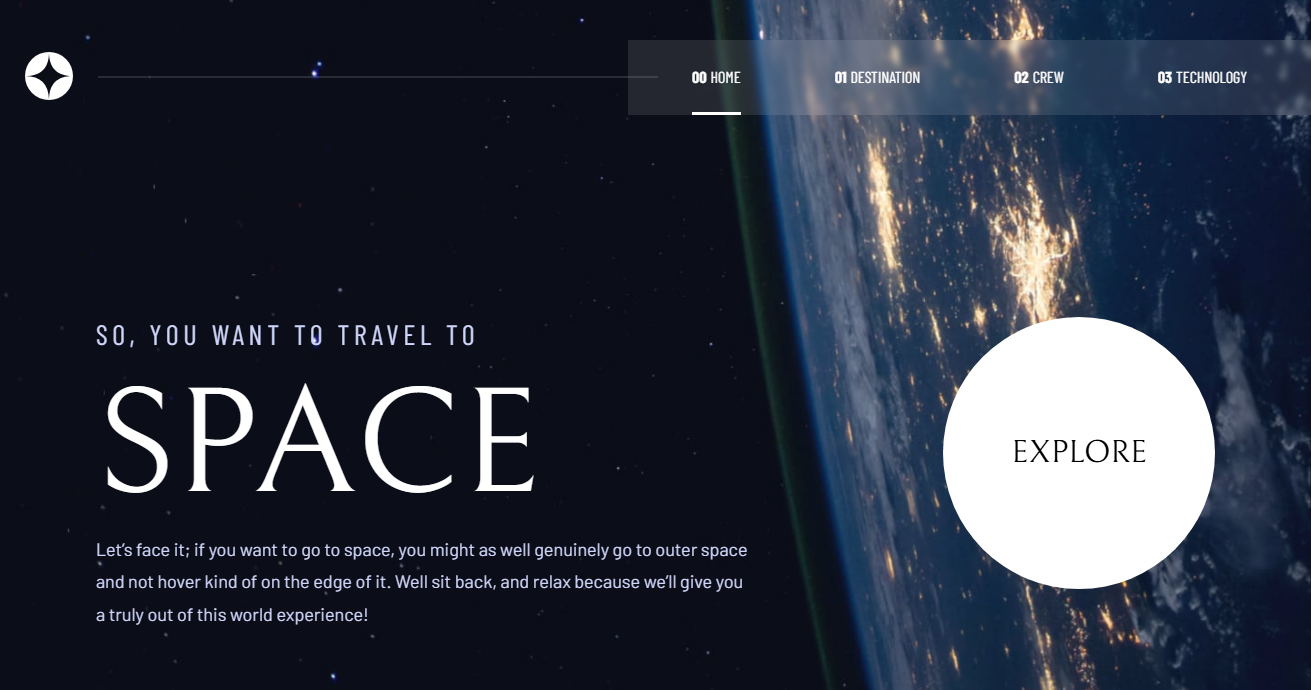 00 HOME
01 DESTINATION
02 CREW
03 TECHNOLOGY
SO, YOU WANT TO TRAVEL TO
SPACE
Let’s face it; if you want to go to space, you might as well genuinely go to outer space
and not hover kind of on the edge of it. Well sit back, and relax because we’ll give you
a truly out of this world experience!
EXPLORE